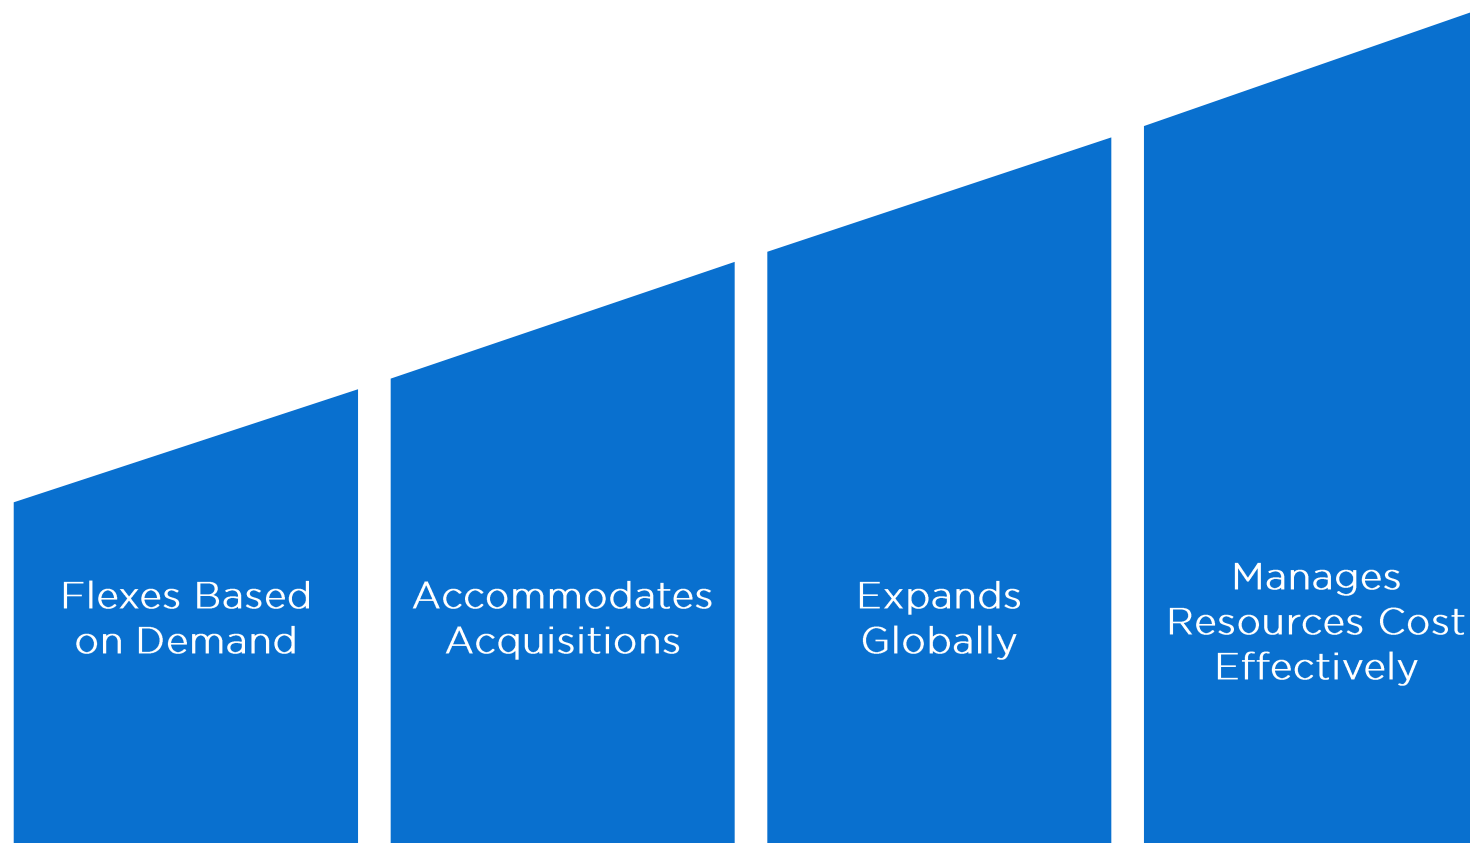 Flexes Based
on Demand
Accommodates
Acquisitions
Expands
Globally
Manages
Resources Cost
Effectively